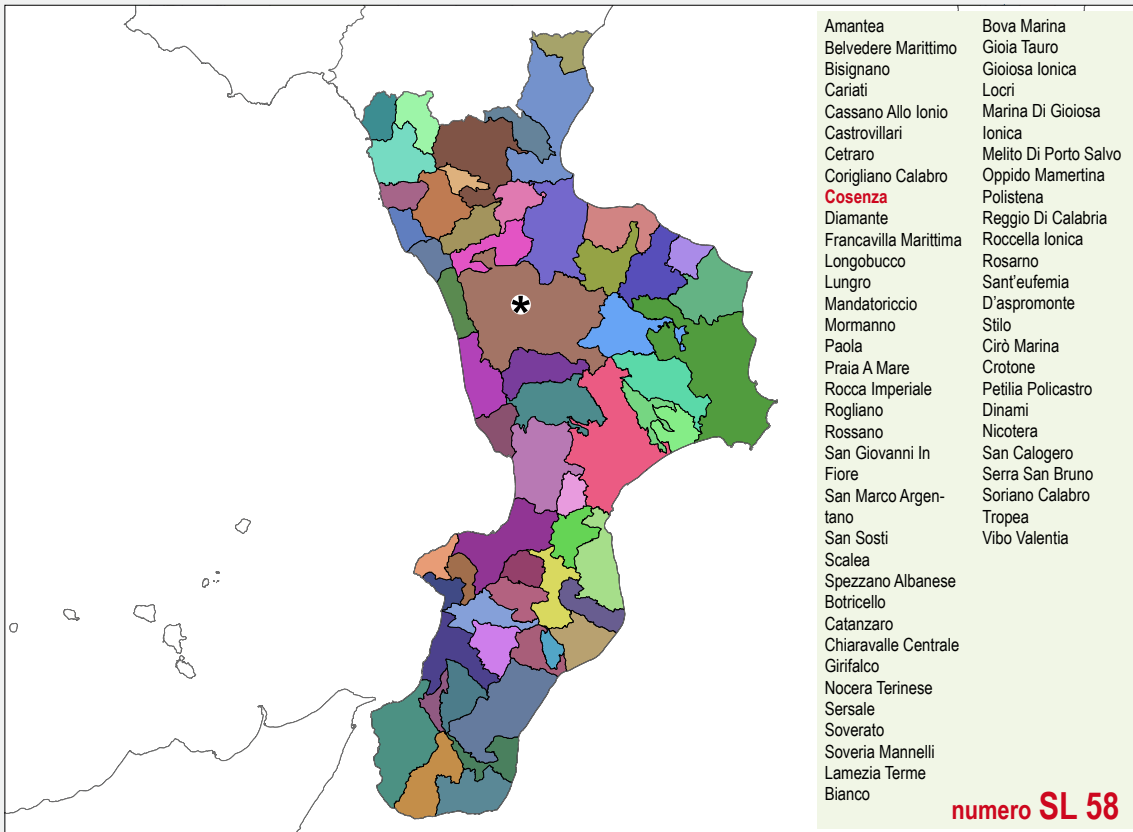 Amantea
Belvedere Marittimo
Bisignano
Cariati
Cassano Allo Ionio
Castrovillari
Cetraro
Corigliano Calabro
Cosenza
Diamante
Francavilla Marittima
Longobucco
Lungro
Mandatoriccio
Mormanno
Paola
Praia A Mare
Rocca Imperiale
Rogliano
Rossano
San Giovanni In
Fiore
San Marco Argen-
tano
San Sosti
Scalea
Spezzano Albanese
Botricello
Catanzaro
Chiaravalle Centrale
Girifalco
Nocera Terinese
Sersale
Soverato
Soveria Mannelli
Lamezia Terme
Bianco
Bova Marina
Gioia Tauro
Gioiosa Ionica
Locri
Marina Di Gioiosa
Ionica
Melito Di Porto Salvo
Oppido Mamertina
Polistena
Reggio Di Calabria
Roccella Ionica
Rosarno
Sant'eufemia
D'aspromonte
Stilo
Cirò Marina
Crotone
Petilia Policastro
Dinami
Nicotera
San Calogero
Serra San Bruno
Soriano Calabro
Tropea
Vibo Valentia
numero SL 58
*